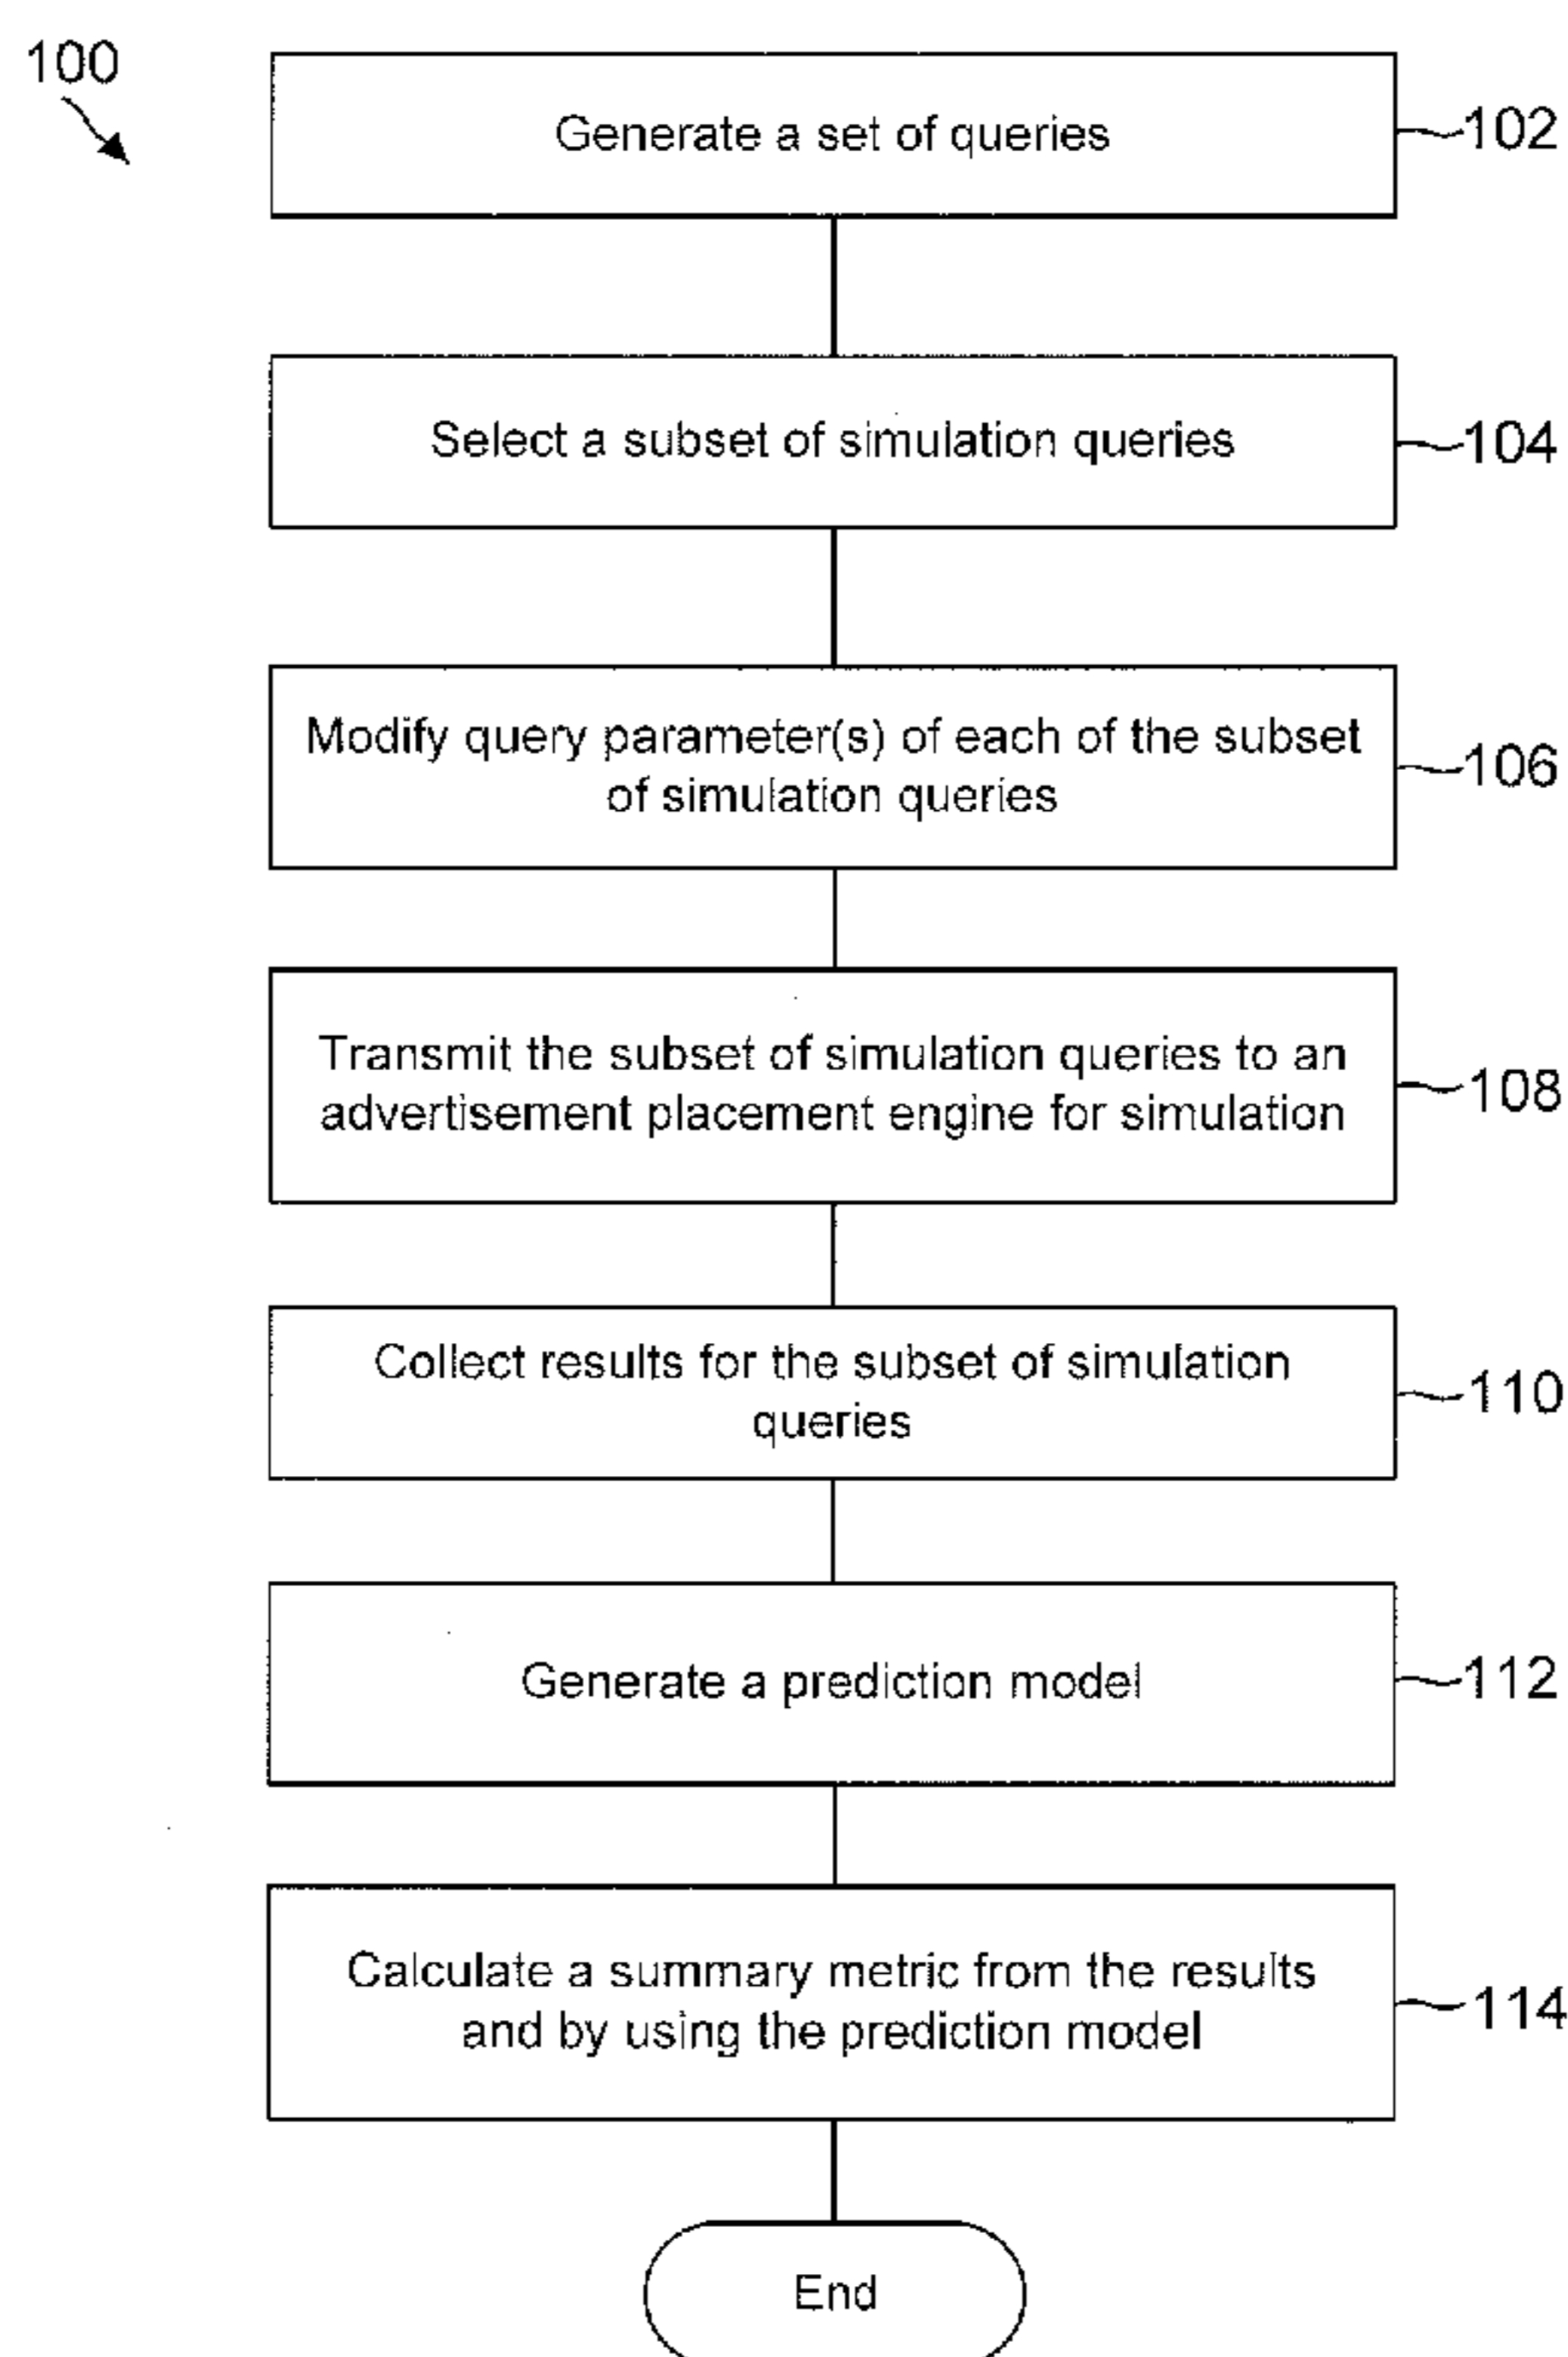 100
Generate a set of queries
102
Select a subset of simulation queries
104
Modify query parameter(s) of each of the subset
of simulation queries
106
Transmit the subset of simulation queries to an
advertisement placement engine for simulation
108
Collect results for the subset of simulation
queries
110
Generate a prediction model
112
Calculate a summary metric from the results
and by using the prediction model
114
End